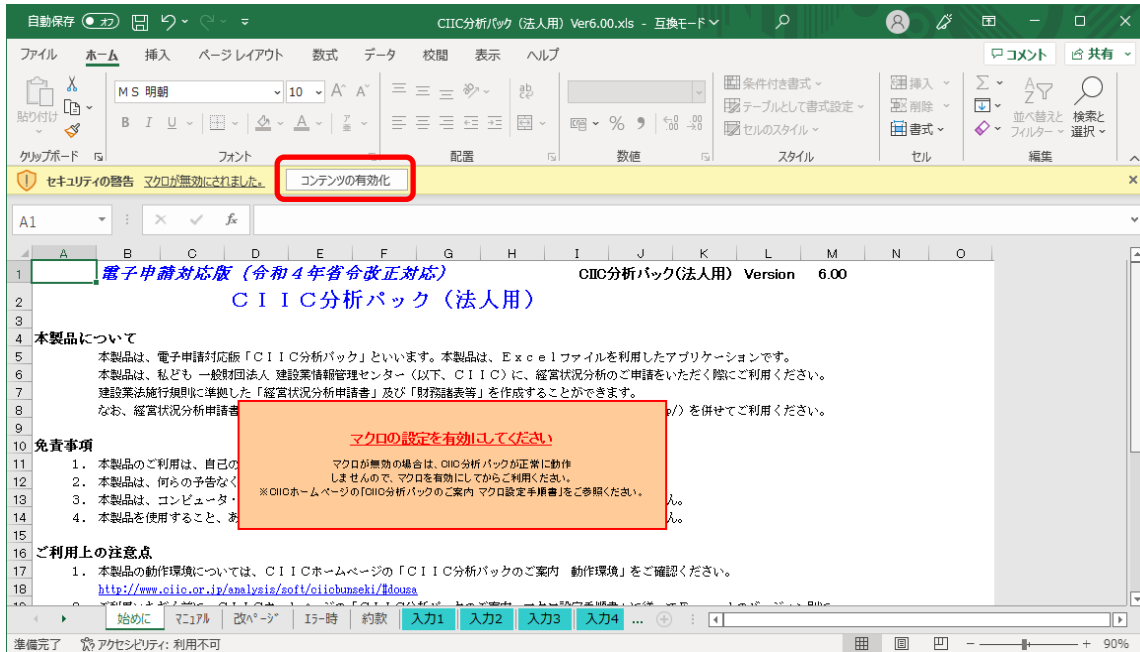 自動保存 オフ CIIC分析パック (法人用) Ver6.00.xls - 互換モード
ファイル ホーム 挿入 ページ レイアウト 数式 データ 校閲 表示 ヘルプ コメント 共有
貼り付け MS 明朝 10 A A ab 条件付き書式 挿入 Σ
B I U A % 9 テーブルとして書式設定 削除 並べ替えと 検索と
セルのスタイル 書式 フィルター 選択
クリップボード フォント 配置 数値 スタイル セル 編集
セキュリティの警告 マクロが無効にされました。 コンテンツの有効化
A1 fx
A B C D E F G H I J K L M N O
1 電子申請対応版(令和4年省令改正対応) CIIC分析パック(法人用) Version 6.00
2 CIIC分析パック(法人用)
3
4 本製品について
5 本製品は、電子申請対応版「CIIC分析パック」といいます。本製品は、Excelファイルを利用したアプリケーションです。
6 本製品は、私ども 一般財団法人 建設業情報管理センター(以下、CIIC)に、経営状況分析のご申請をいただく際にご利用ください。
7 建設業法施行規則に準拠した「経営状況分析申請書」及び「財務諸表等」を作成することができます。
8 なお、経営状況分析申請書 p/)を併せてご利用ください。
9
マクロの設定を有効にしてください
10 免責事項
11 1. 本製品のご利用は、自己の
マクロが無効の場合は、CIIC分析パックが正常に動作
12 2. 本製品は、何らの予告なく
しませんので、マクロを有効にしてからご利用ください。
13 3. 本製品は、コンピュータ・ ん。
※CIICホームページの「CIIC分析パックのご案内 マクロ設定手順書」をご参照ください。
14 4. 本製品を使用すること、あ ん。
15
16 ご利用上の注意点
17 1. 本製品の動作環境については、CIICホームページの「CIIC分析パックのご案内 動作環境」をご確認ください。
18 http://www.ciic.or.jp/analysis/soft/ciicbunseki/#dousa
始めに マニュアル 改ページ エラー時 約款 入力1 入力2 入力3 入力4 ...
準備完了 アクセシビリティ: 利用不可 90%